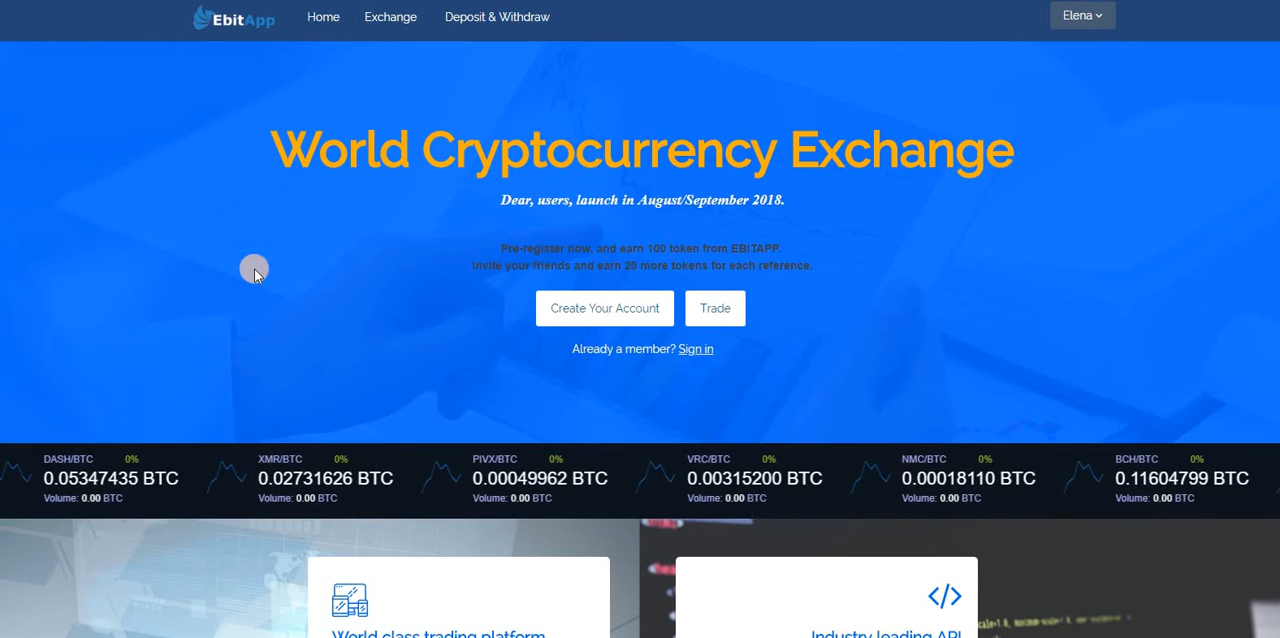 EbitApp
Home Exchange Deposit & Withdraw Elena
World Cryptocurrency Exchange
Dear, users, launch in August/September 2018.
Pre-register now. and earn 100 token from EBITAPP.
Invite your friends and earn 20 more tokens for each reference.
Create Your Account Trade
Already a member? Sign in
DASH/BTC 0%
0.05347435 BTC
Volume: 0.00 BTC
XMR/BTC 0%
0.02731626 BTC
Volume: 0.00 BTC
PIVX/BTC 0%
0.00049962 BTC
Volume: 0.00 BTC
VRC/BTC 0%
0.00315200 BTC
Volume: 0.00 BTC
NMC/BTC 0%
0.00018110 BTC
Volume: 0.00 BTC
BCH/BTC 0%
0.11604799 BTC
Volume: 0.00 BTC
</>
World class trading platform
Industry leading API